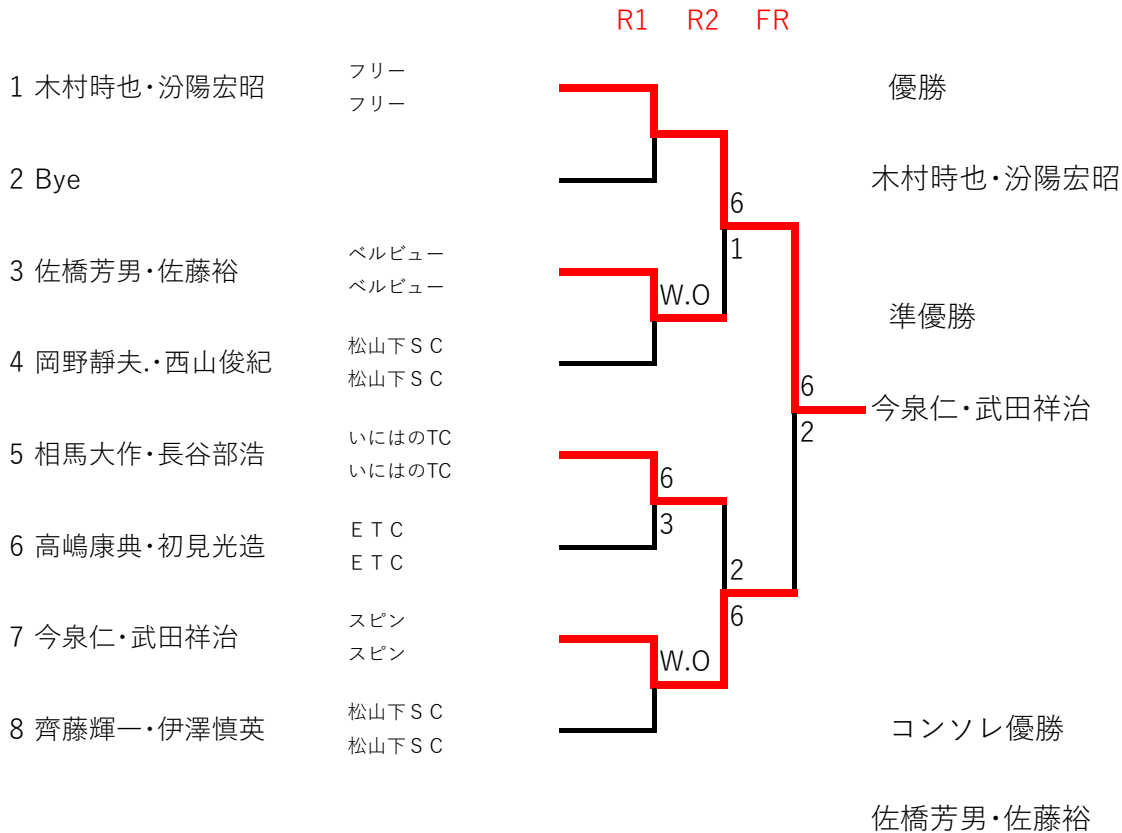 R1 R2 FR
1 木村時也・汾陽宏昭
フリー
フリー
優勝
2 Bye
木村時也・汾陽宏昭
6
1
3 佐橋芳男・佐藤裕
ベルビュー
ベルビュー
W.O
準優勝
4 岡野靜夫.・西山俊紀
松山下ＳＣ
松山下ＳＣ
6
2
今泉仁・武田祥治
5 相馬大作・長谷部浩
いにはのTC
いにはのTC
6
3
6 高嶋康典・初見光造
ＥＴＣ
ＥＴＣ
2
6
7 今泉仁・武田祥治
スピン
スピン
W.O
8 齊藤輝一・伊澤慎英
松山下ＳＣ
松山下ＳＣ
コンソレ優勝
佐橋芳男・佐藤裕